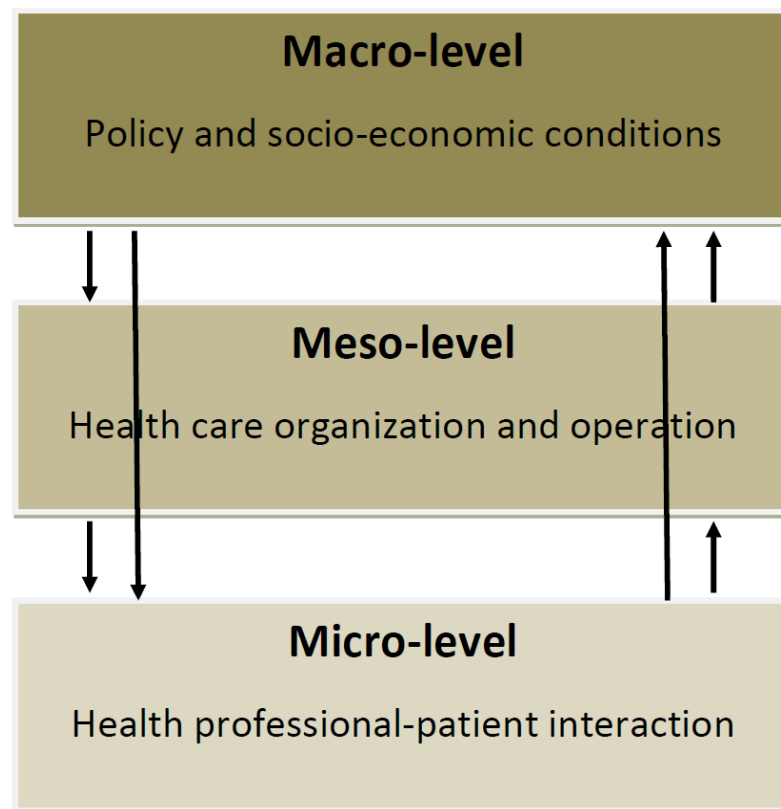 Macro-level
Policy and socio-economic conditions
Meso-level
Health care organization and operation
Micro-level
Health professional-patient interaction